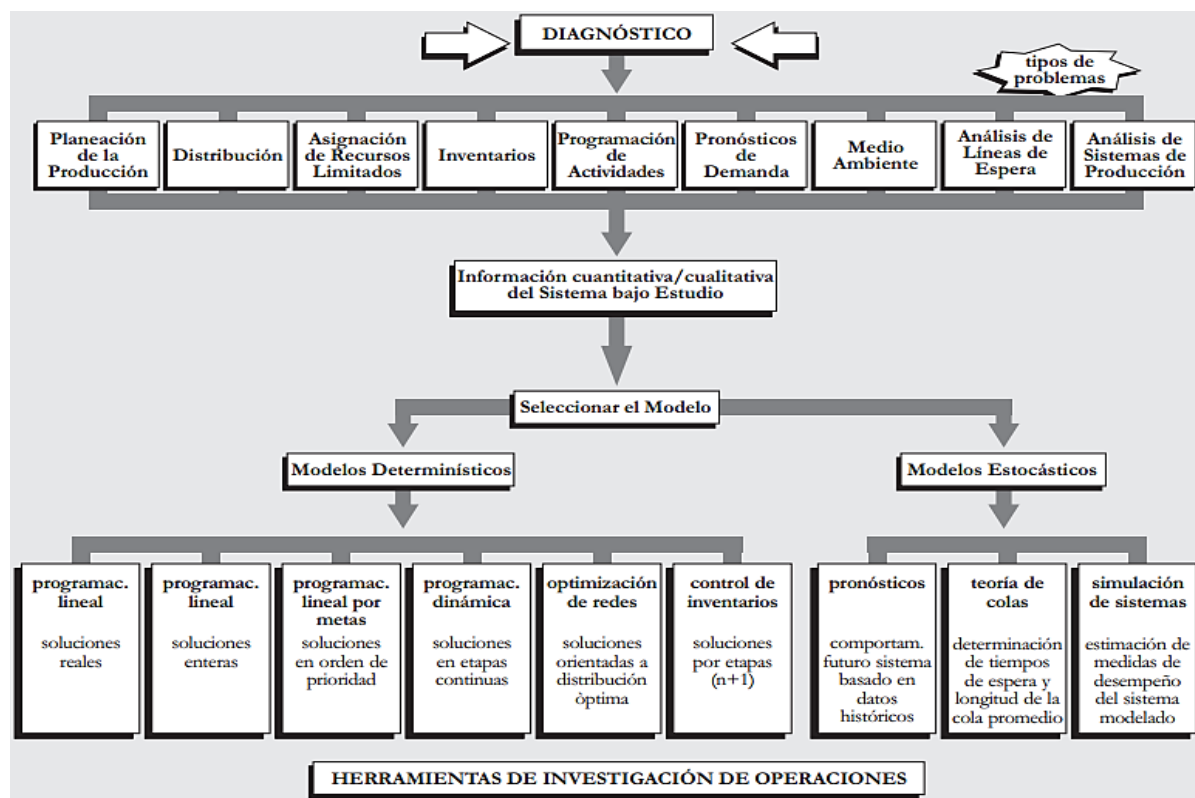 DIAGNÓSTICO
tipos de
problemas
Planeación
de la
Producción
Distribución
Asignación
de Recursos
Limitados
Inventarios
Programación
de
Actividades
Pronósticos
de
Demanda
Medio
Ambiente
Análisis de
Líneas de
Espera
Análisis de
Sistemas de
Producción
Información cuantitativa/cualitativa
del Sistema bajo Estudio
Seleccionar el Modelo
Modelos Determinísticos
Modelos Estocásticos
programac.
lineal
soluciones
reales
programac.
lineal
soluciones
enteras
programac.
lineal por
metas
soluciones
en orden de
prioridad
programac.
dinámica
soluciones
en etapas
continuas
optimización
de redes
soluciones
orientadas a
distribución
òptima
control de
inventarios
soluciones
por etapas
(n+1)
pronósticos
comportam.
futuro sistema
basado en
datos
históricos
teoría de
colas
determinación
de tiempos
de espera y
longitud de la
cola promedio
simulación
de sistemas
estimación de
medidas de
desempeño
del sistema
modelado
HERRAMIENTAS DE INVESTIGACIÓN DE OPERACIONES